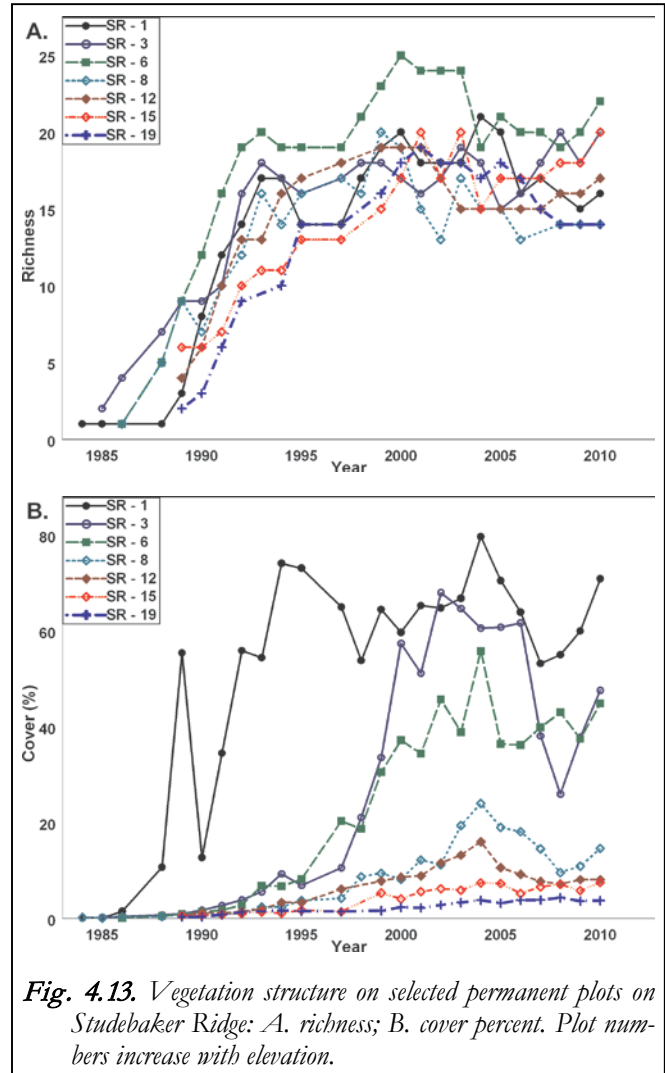 A.
SR - 1
SR - 3
SR - 6
SR - 8
SR - 12
SR - 15
SR - 19
Richness
25
20
15
10
5
0
1985 1990 1995 2000 2005 2010
Year
B.
SR - 1
SR - 3
SR - 6
SR - 8
SR - 12
SR - 15
SR - 19
Cover (%)
80
60
40
20
0
1985 1990 1995 2000 2005 2010
Year
Fig. 4.13. Vegetation structure on selected permanent plots on
Studebaker Ridge: A. richness; B. cover percent. Plot num-
bers increase with elevation.